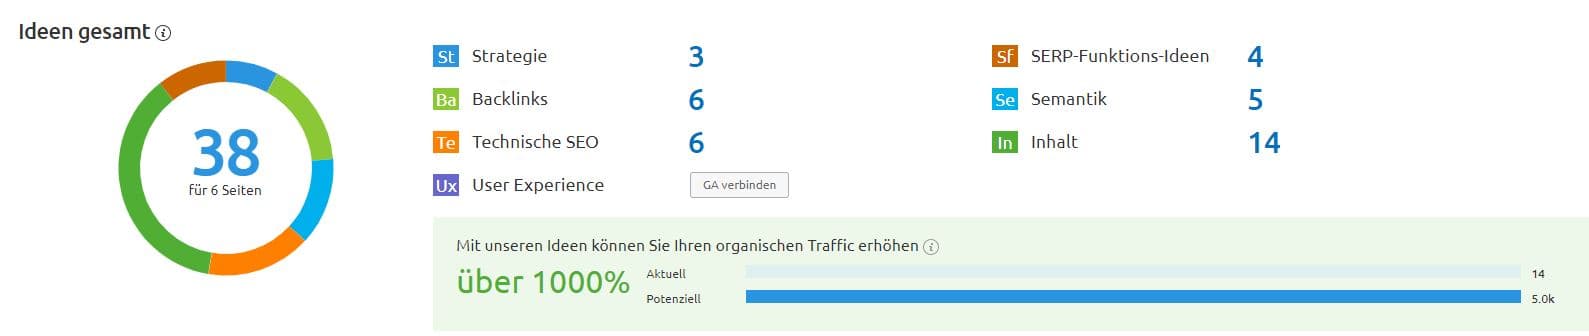 Ideen gesamt
38
für 6 Seiten
St Strategie 3
Ba Backlinks 6
Te Technische SEO 6
Ux User Experience GA verbinden
Sf SERP-Funktions-Ideen 4
Se Semantik 5
In Inhalt 14
Mit unseren Ideen können Sie Ihren organischen Traffic erhöhen
über 1000%
Aktuell 14
Potenziell 5.0k